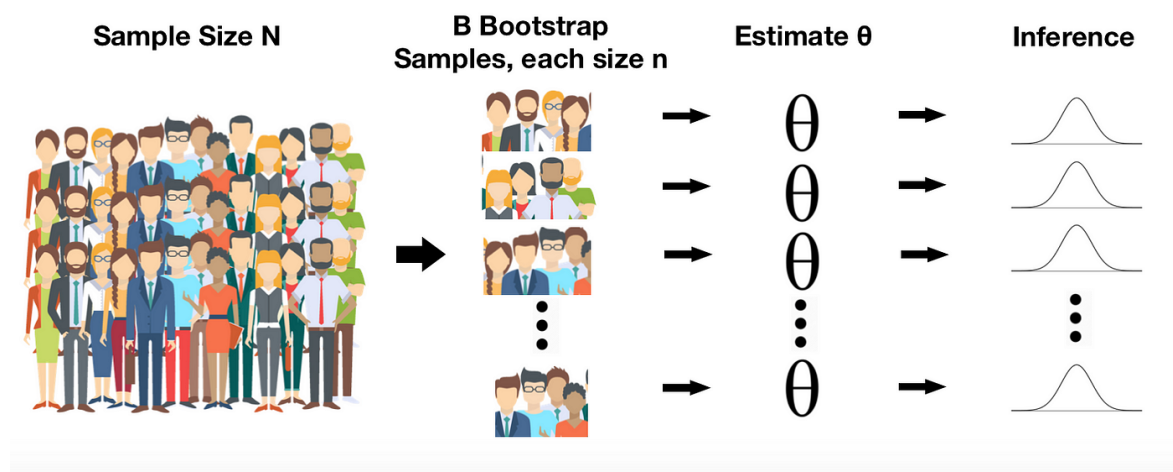 Sample Size N
B Bootstrap
Samples, each size n
Estimate θ
Inference
θ
θ
θ
θ